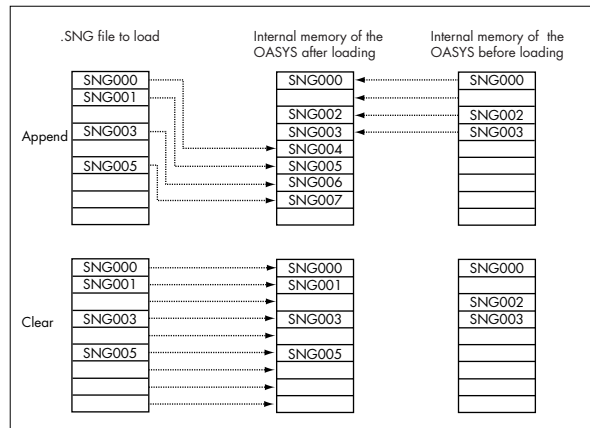 .SNG file to load
Internal memory of the
OASYS after loading
Internal memory of the
OASYS before loading
Append
SNG000
SNG001
SNG003
SNG005
SNG000
SNG002
SNG003
SNG004
SNG005
SNG006
SNG007
SNG000
SNG002
SNG003
Clear
SNG000
SNG001
SNG003
SNG005
SNG000
SNG001
SNG003
SNG005
SNG000
SNG002
SNG003